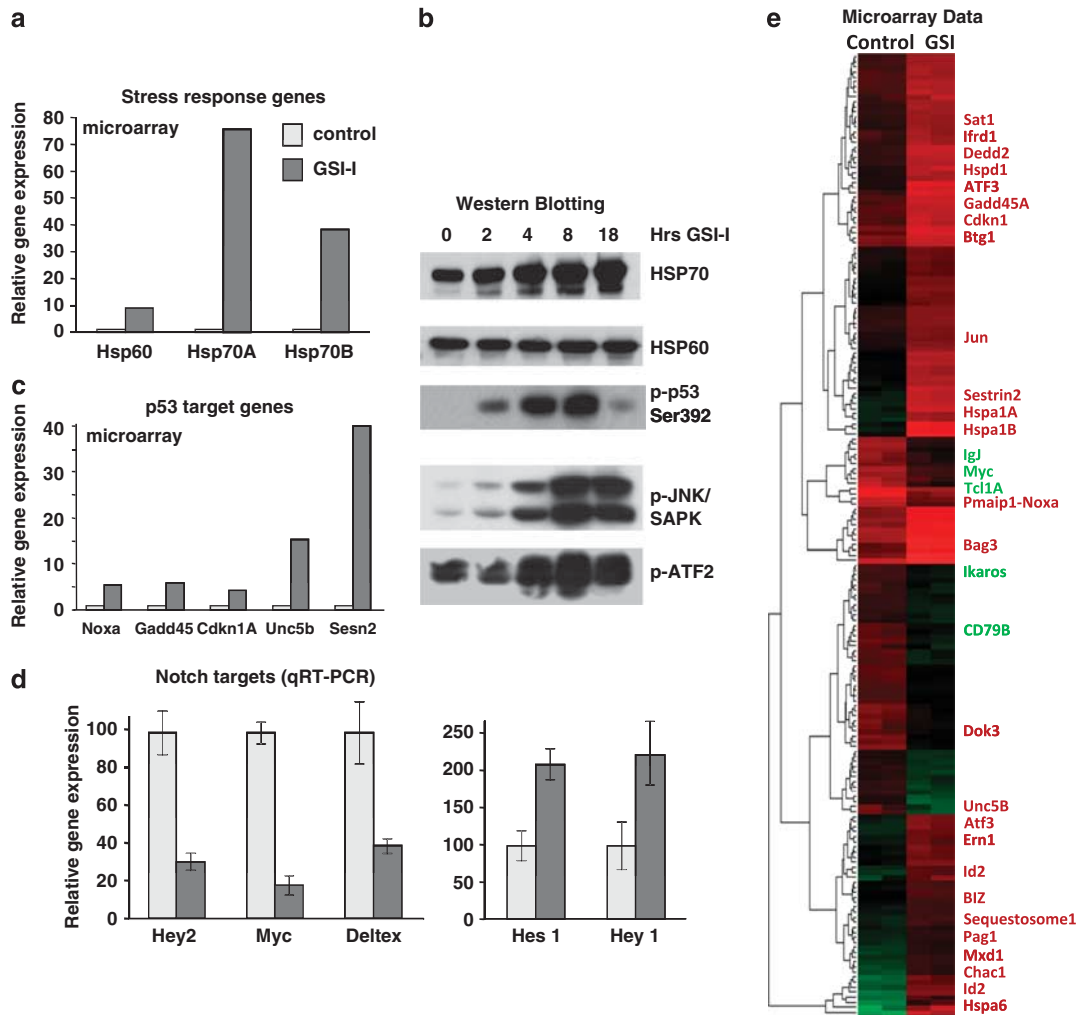 a
Stress response genes
microarray
control
GSI-I
Relative gene expression
80
70
60
50
40
30
20
10
0
Hsp60 Hsp70A Hsp70B
b
Western Blotting
0 2 4 8 18 Hrs GSI-I
HSP70
HSP60
p-p53
Ser392
p-JNK/
SAPK
p-ATF2
c
p53 target genes
microarray
Relative gene expression
40
30
20
10
5
0
Noxa Gadd45 Cdkn1A Unc5b Sesn2
d
Notch targets (qRT-PCR)
Relative gene expression
100
80
60
40
20
0
Hey2 Myc Deltex
250
200
150
100
50
0
Hes 1 Hey 1
e
Microarray Data
Control GSI
Sat1
Ifrd1
Dedd2
Hspd1
ATF3
Gadd45A
Cdkn1
Btg1
Jun
Sestrin2
Hspa1A
Hspa1B
IgJ
Myc
Tcl1A
Pmaip1-Noxa
Bag3
Ikaros
CD79B
Dok3
Unc5B
Atf3
Ern1
Id2
BIZ
Sequestosome1
Pag1
Mxd1
Chac1
Id2
Hspa6